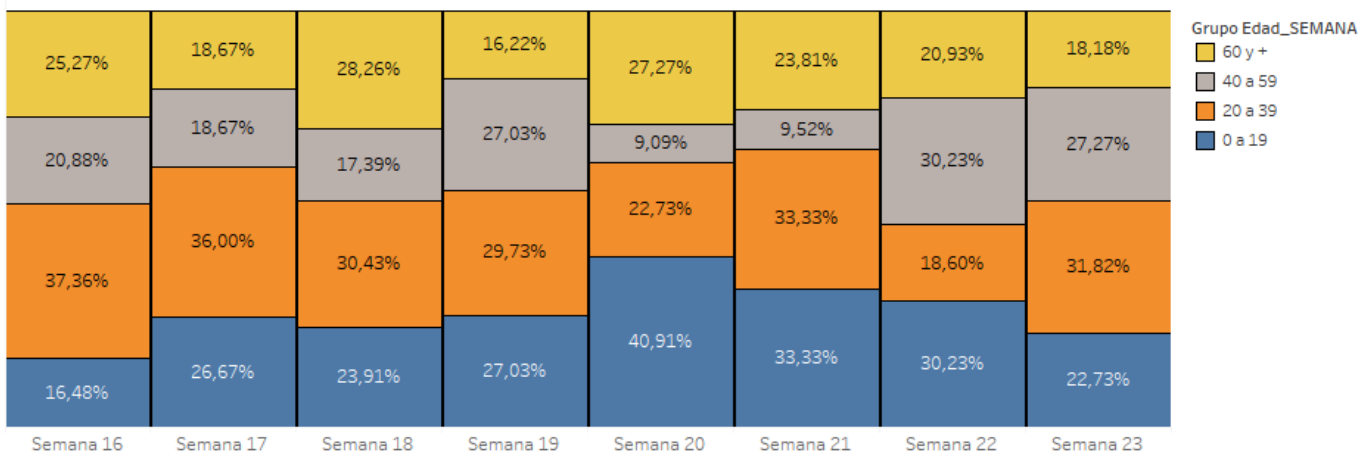 25,27%
18,67%
28,26%
16,22%
27,27%
23,81%
20,93%
18,18%
20,88%
18,67%
17,39%
27,03%
9,09%
9,52%
30,23%
27,27%
37,36%
36,00%
30,43%
29,73%
22,73%
33,33%
18,60%
31,82%
16,48%
26,67%
23,91%
27,03%
40,91%
33,33%
30,23%
22,73%
Semana 16
Semana 17
Semana 18
Semana 19
Semana 20
Semana 21
Semana 22
Semana 23
Grupo Edad_SEMANA
60 y +
40 a 59
20 a 39
0 a 19